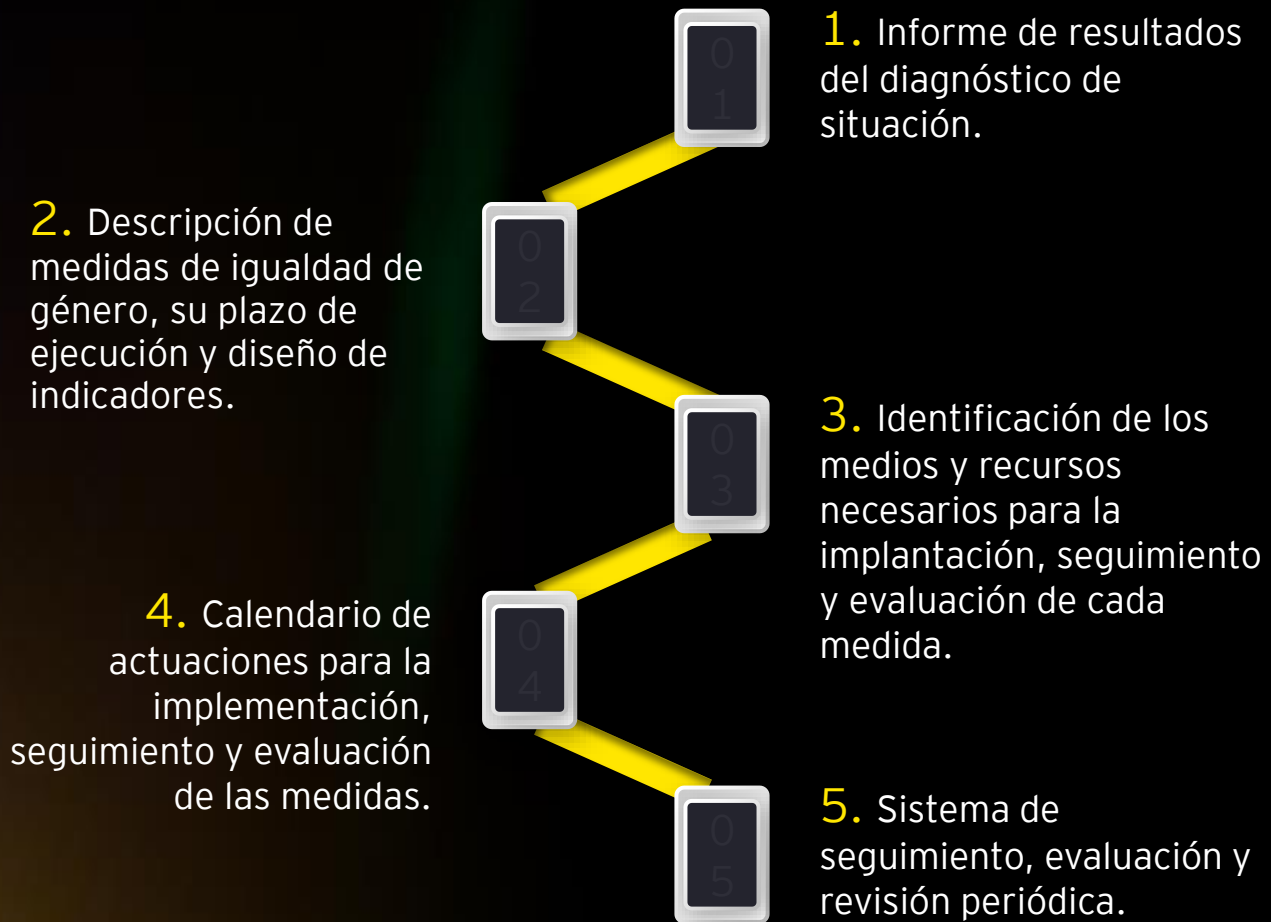 0
1
1. Informe de resultados
del diagnóstico de
situación.
2. Descripción de
medidas de igualdad de
género, su plazo de
ejecución y diseño de
indicadores.
0
2
0
3
3. Identificación de los
medios y recursos
necesarios para la
implantación, seguimiento
y evaluación de cada
medida.
4. Calendario de
actuaciones para la
implementación,
seguimiento y evaluación
de las medidas.
0
4
0
5
5. Sistema de
seguimiento, evaluación y
revisión periódica.